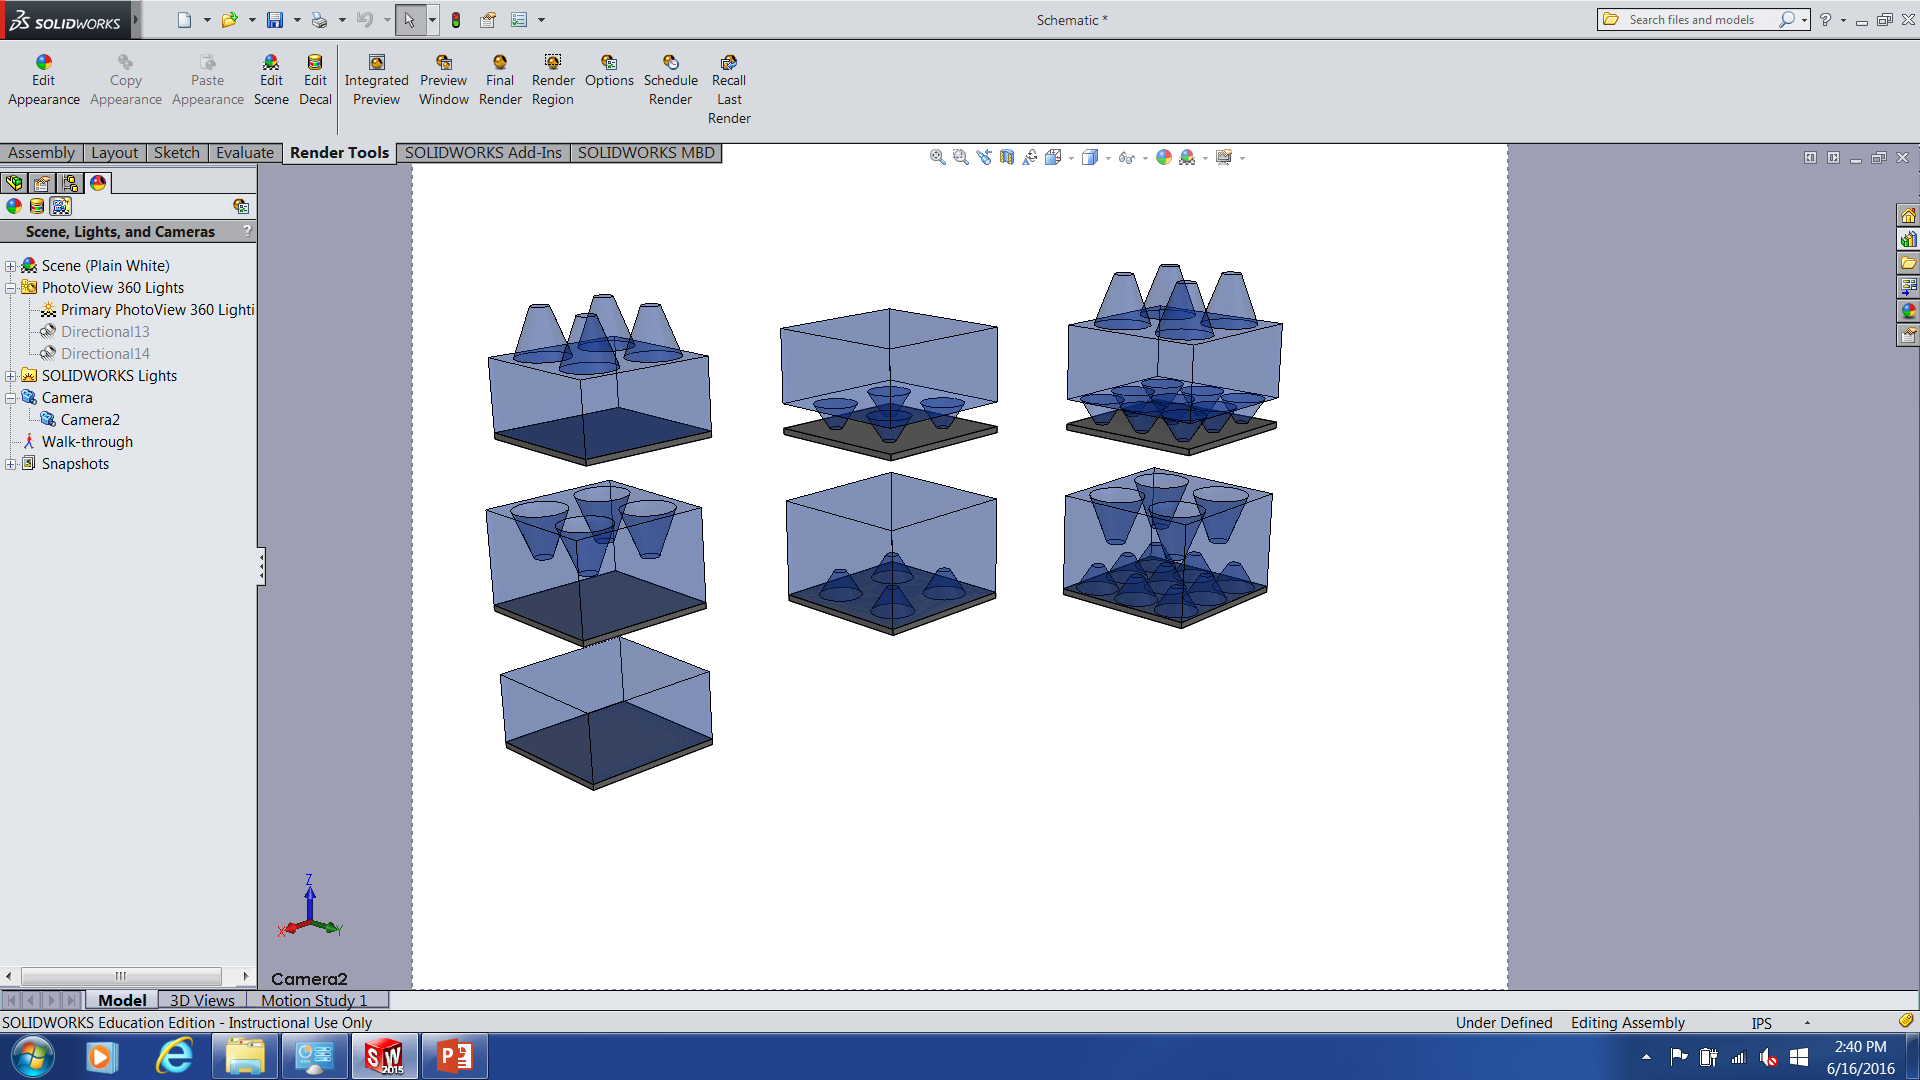 SOLIDWORKS
Schematic *
Search files and models
?
Edit Appearance
Copy Appearance
Paste Appearance
Edit Scene
Edit Decal
Integrated Preview
Preview Window
Final Render
Render Region
Options
Schedule Render
Recall Last Render
Assembly
Layout
Sketch
Evaluate
Render Tools
SOLIDWORKS Add-Ins
SOLIDWORKS MBD
Scene, Lights, and Cameras
?
Scene (Plain White)
PhotoView 360 Lights
Primary PhotoView 360 Lighti
Directional13
Directional14
SOLIDWORKS Lights
Camera
Camera2
Walk-through
Snapshots
Z
X
Y
Camera2
Model
3D Views
Motion Study 1
SOLIDWORKS Education Edition - Instructional Use Only
Under Defined
Editing Assembly
IPS
SW
2015
P
2:40 PM
6/16/2016